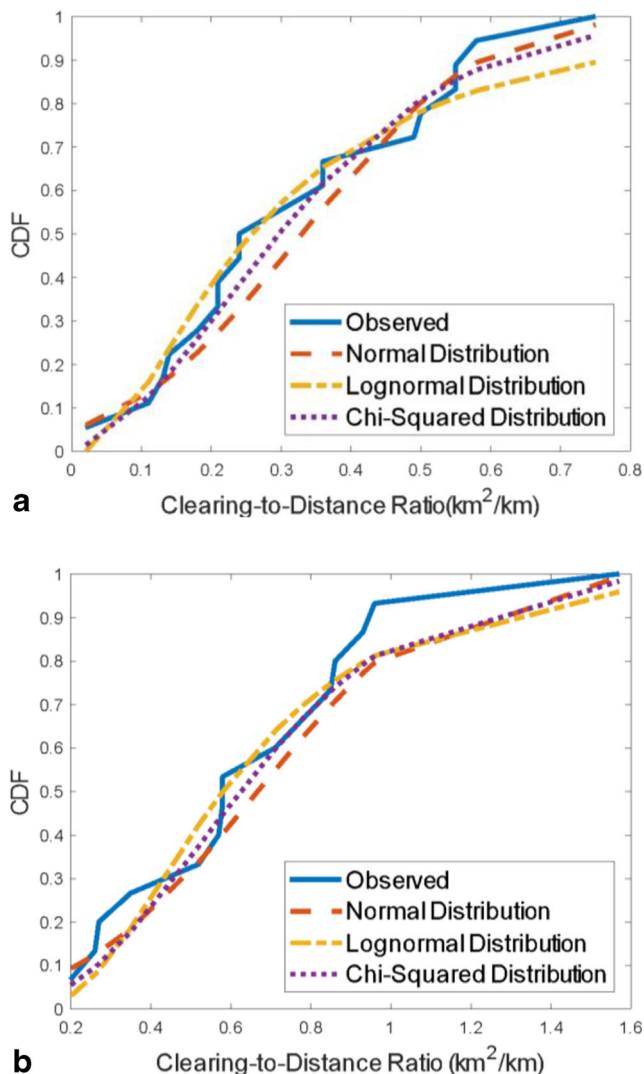 1
0.9
0.8
0.7
0.6
0.5
0.4
0.3
0.2
0.1
0
CDF
Observed
Normal Distribution
Lognormal Distribution
Chi-Squared Distribution
0 0.1 0.2 0.3 0.4 0.5 0.6 0.7 0.8
a Clearing-to-Distance Ratio(km²/km)
1
0.9
0.8
0.7
0.6
0.5
0.4
0.3
0.2
0.1
0
CDF
Observed
Normal Distribution
Lognormal Distribution
Chi-Squared Distribution
0.2 0.4 0.6 0.8 1 1.2 1.4 1.6
b Clearing-to-Distance Ratio (km²/km)